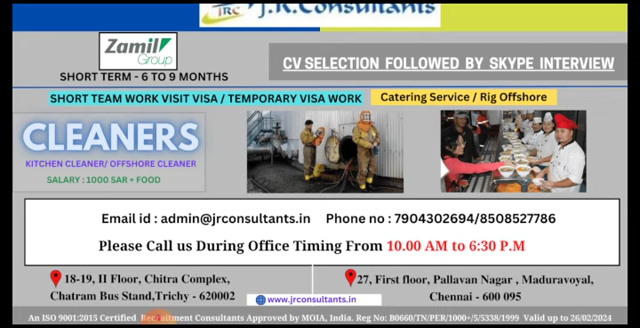 J.R.Consultants
JRC
Zamil
Group
SHORT TERM - 6 TO 9 MONTHS
CV SELECTION FOLLOWED BY SKYPE INTERVIEW
SHORT TEAM WORK VISIT VISA / TEMPORARY VISA WORK
Catering Service / Rig Offshore
CLEANERS
KITCHEN CLEANER/ OFFSHORE CLEANER
SALARY : 1000 SAR + FOOD
Email id : admin@jrconsultants.in Phone no : 7904302694/8508527786
Please Call us During Office Timing From 10.00 AM to 6:30 P.M
18-19, II Floor, Chitra Complex,
Chatram Bus Stand,Trichy - 620002
www.jrconsultants.in
27, First floor, Pallavan Nagar , Maduravoyal,
Chennai - 600 095
An ISO 9001:2015 Certified Recruitment Consultants Approved by MOIA, India. Reg No: B0660/TN/PER/1000+/5/5338/1999 Valid up to 26/02/2024